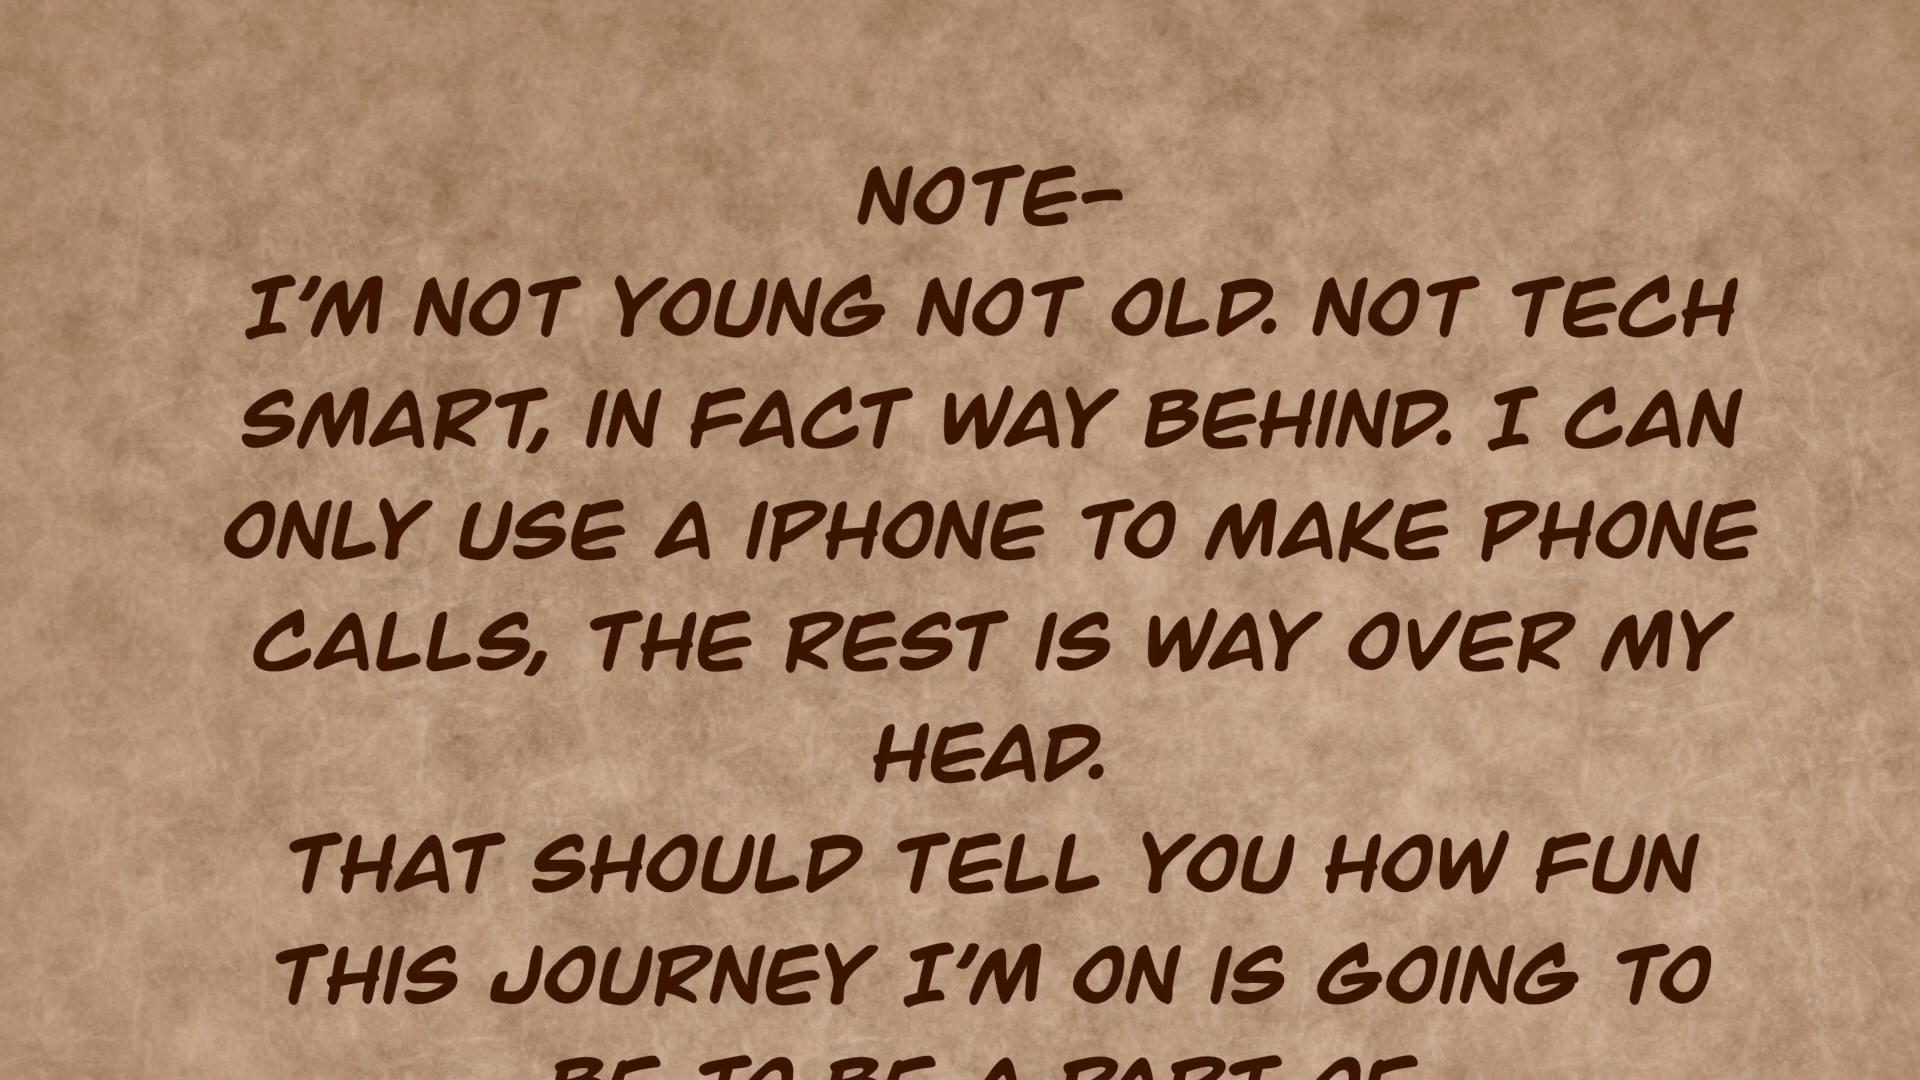 NOTE-
I'M NOT YOUNG NOT OLD. NOT TECH
SMART, IN FACT WAY BEHIND. I CAN
ONLY USE A IPHONE TO MAKE PHONE
CALLS, THE REST IS WAY OVER MY
HEAD.
THAT SHOULD TELL YOU HOW FUN
THIS JOURNEY I'M ON IS GOING TO
BE TO BE A PART OF